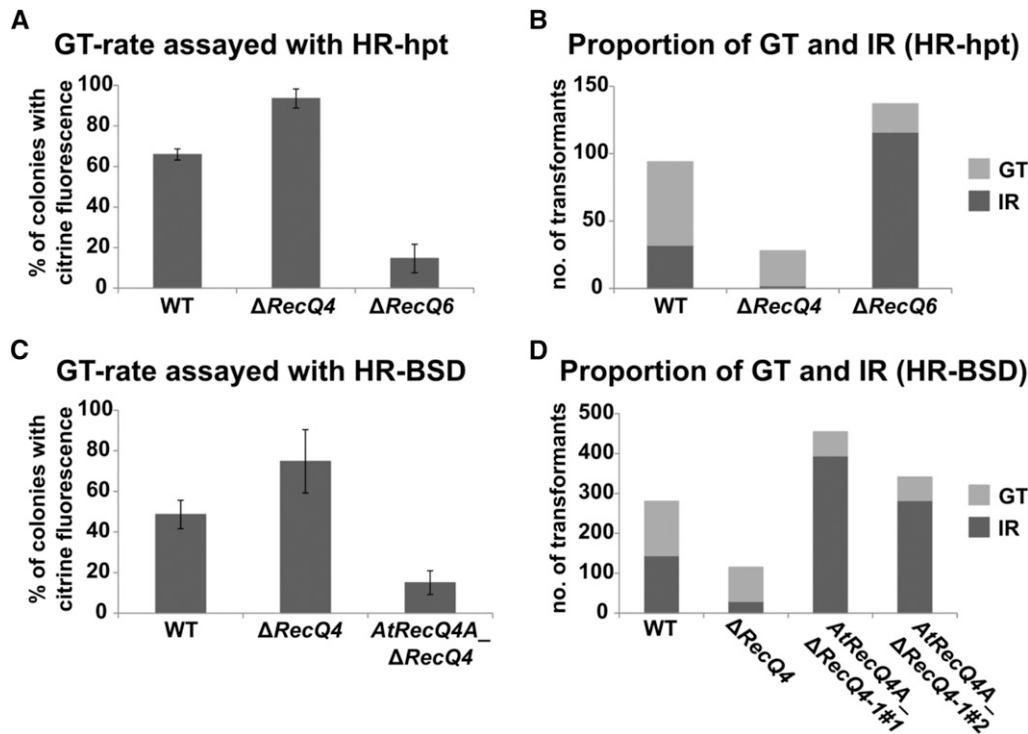 A
GT-rate assayed with HR-hpt
% of colonies with
citrine fluorescence
100
80
60
40
20
0
WT
ΔRecQ4
ΔRecQ6
B
Proportion of GT and IR (HR-hpt)
no. of transformants
150
100
50
0
WT
ΔRecQ4
ΔRecQ6
GT
IR
C
GT-rate assayed with HR-BSD
% of colonies with
citrine fluorescence
100
80
60
40
20
0
WT
ΔRecQ4
AtRecQ4A_
ΔRecQ4
D
Proportion of GT and IR (HR-BSD)
no. of transformants
500
400
300
200
100
0
WT
ΔRecQ4
AtRecQ4A_
ΔRecQ4-1#1
AtRecQ4A_
ΔRecQ4-1#2
GT
IR